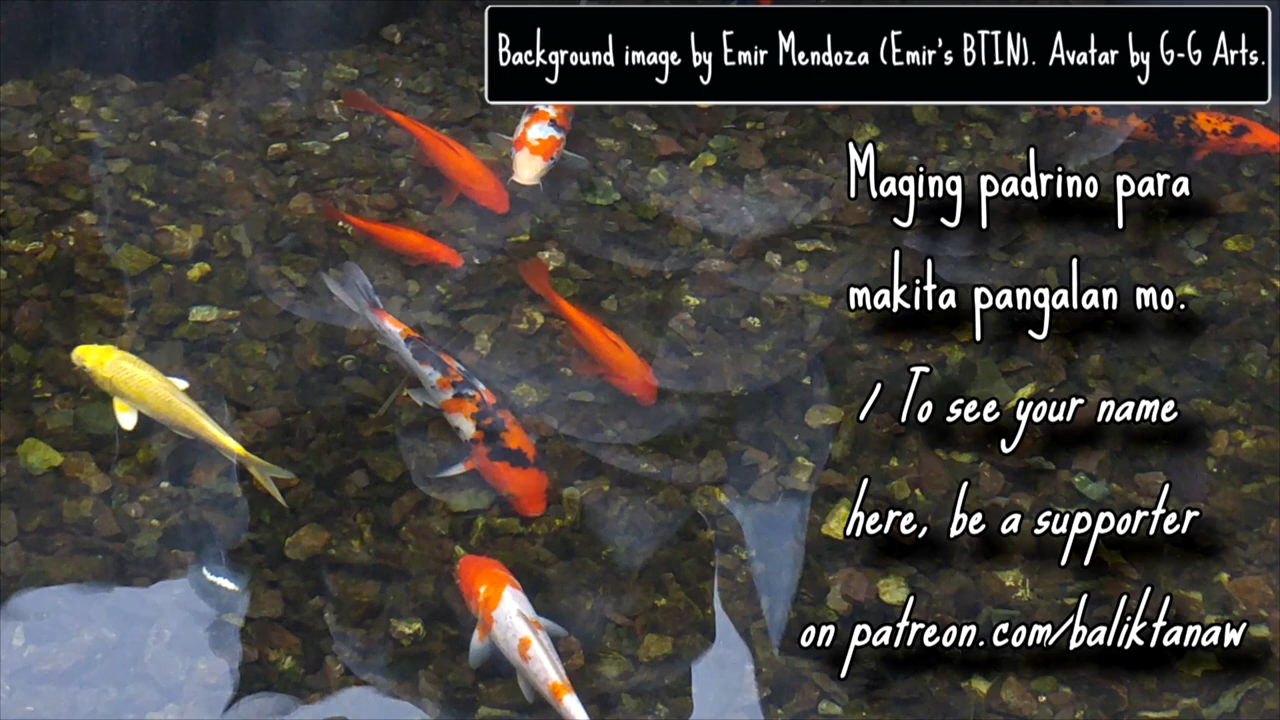 Background image by Emir Mendoza (Emir's BTIN). Avatar by G-G Arts.
Maging padrino para
makita pangalan mo.
/ To see your name
here, be a supporter
on patreon.com/baliktanaw